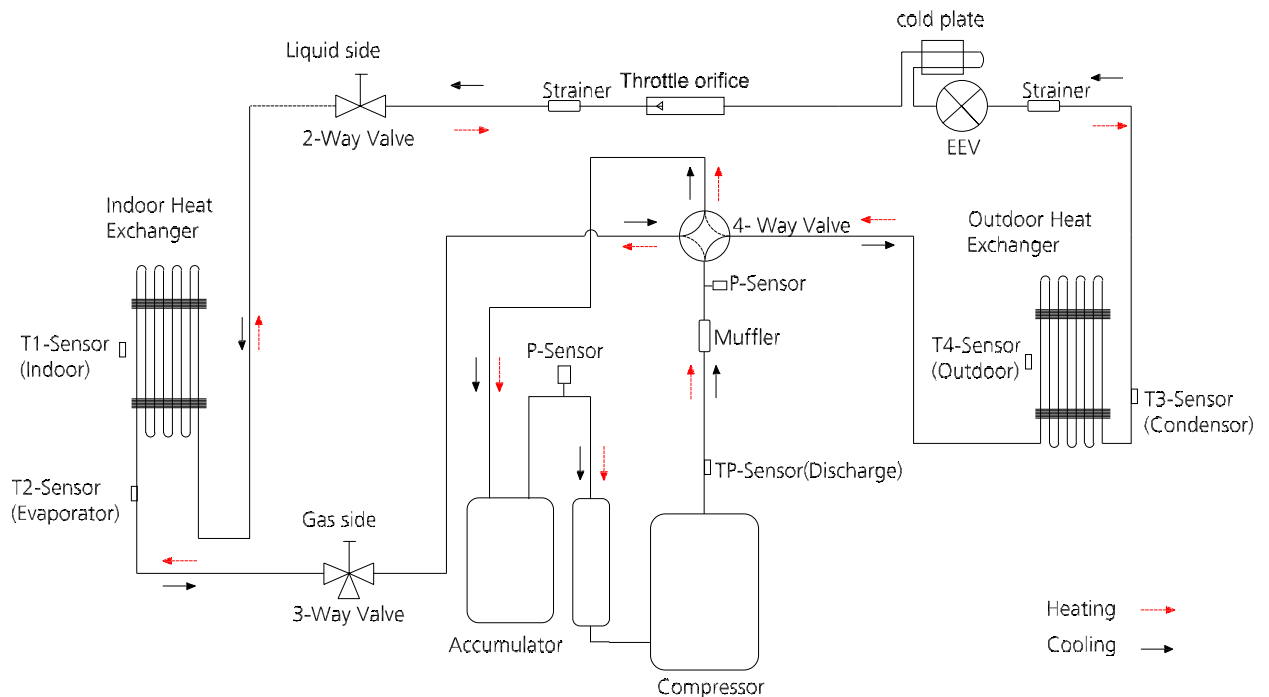 cold plate
Liquid side
Strainer
Throttle orifice
Strainer
2-Way Valve
EEV
Indoor Heat
Exchanger
4- Way Valve
Outdoor Heat
Exchanger
P-Sensor
T1-Sensor
(Indoor)
P-Sensor
Muffler
T4-Sensor
(Outdoor)
T3-Sensor
(Condensor)
TP-Sensor(Discharge)
T2-Sensor
(Evaporator)
Gas side
3-Way Valve
Accumulator
Compressor
Heating
Cooling